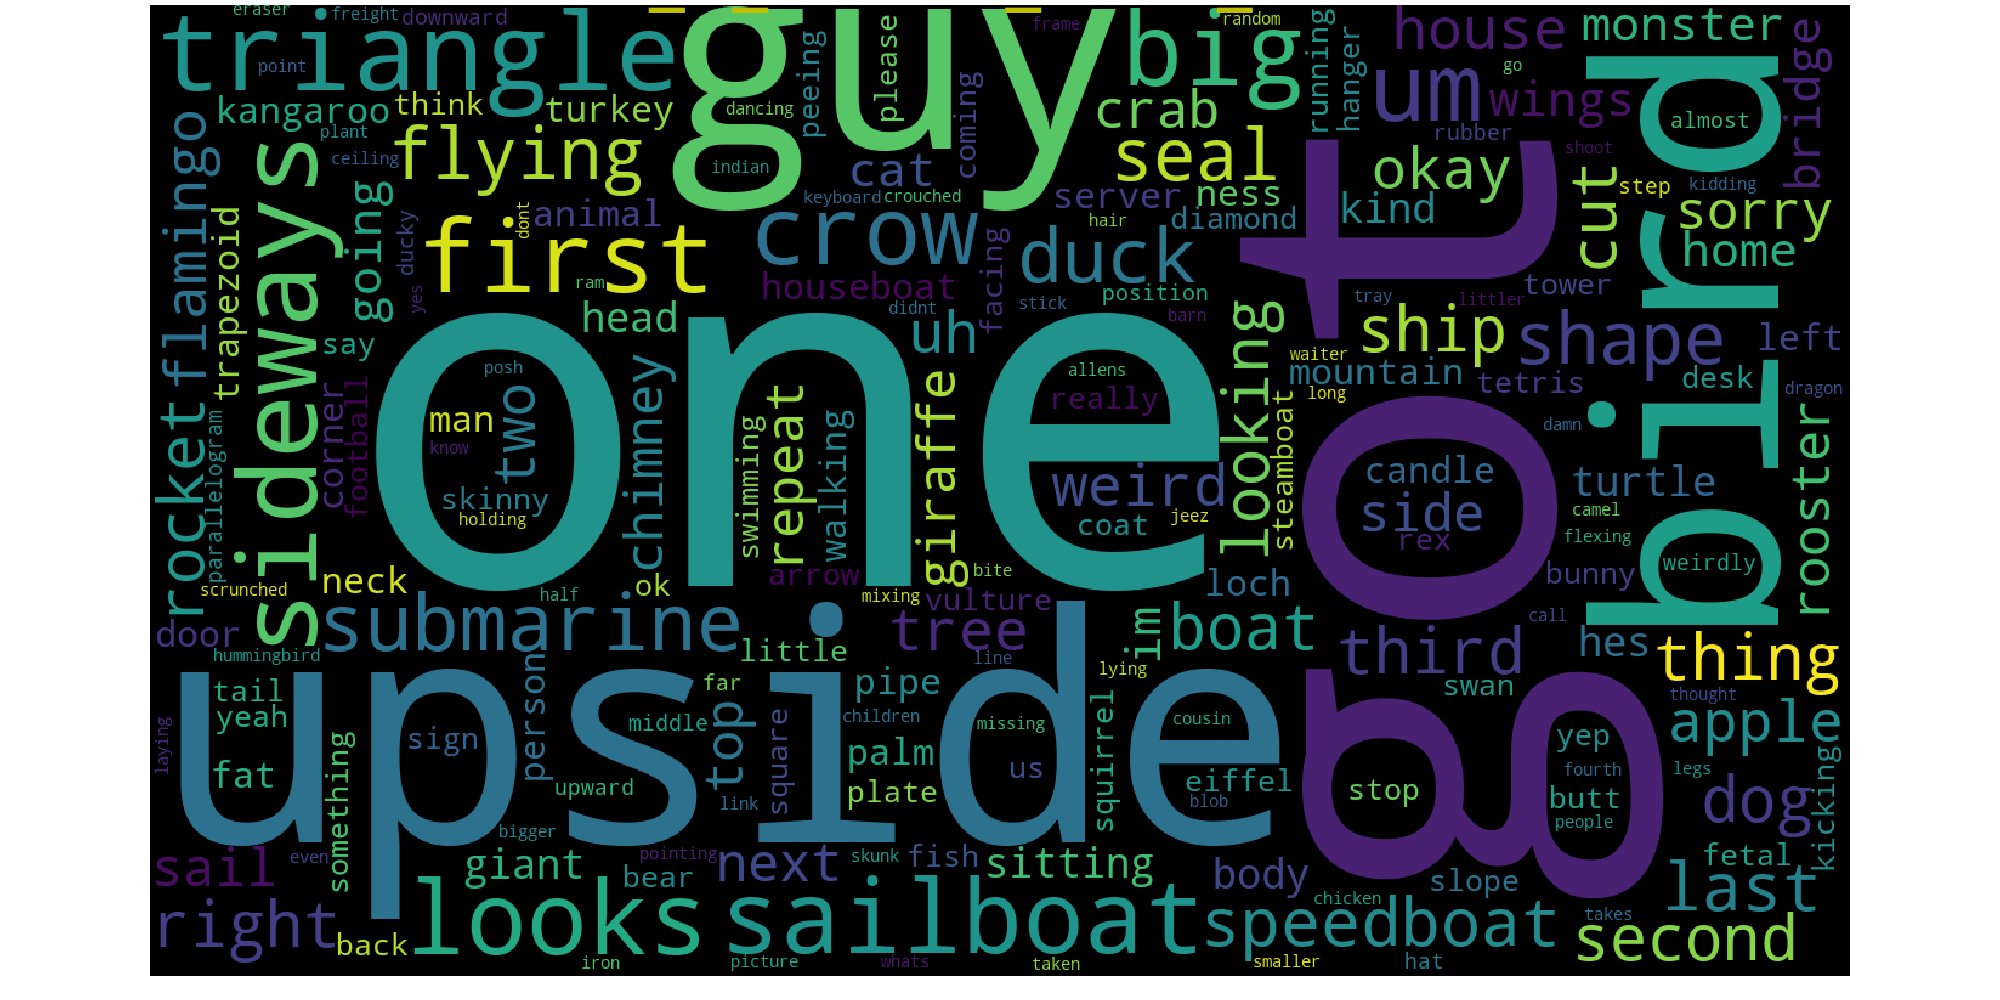 eraser
freight
downward
frame
random
triangle
guy
big
running
house
monster
point
please
hanger
go
bridge
peeing
um
wings
bird
kangaroo
think
turkey
dancing
coming
crab
almost
flamingo
plant
rubber
sideways
flying
ceiling
indian
cat
seal
okay
shoot
cut
step
kidding
keyboard
crouched
server
ness
going
ducky
dont
animal
crow
hair
diamond
kind
sorry
trapezoid
first
facing
duck
got
home
yes
ram
houseboat
position
tray
littler
tower
say
head
didnt
stick
barn
looking
ship
shape
left
one
uh
waiter
rocket
posh
chimney
allens
mountain
tetris
desk
corner
football
two
repeat
giraffe
really
long
dragon
man
walking
steamboat
damn
rooster
parallelogram
know
swimming
weird
candle
turtle
skinny
side
holding
coat
jeez
camel
rex
flexing
scrunched
neck
half
ok
arrow
bite
weirdly
mixing
vulture
loch
bunny
door
submarine
tree
im
boat
call
third
hes
hummingbird
little
line
lying
thing
upside
person
far
pipe
swan
thought
tail
yeah
laying
sign
middle
top
square
children
missing
cousin
apple
something
palm
squirrel
us
yep
fat
upward
plate
eiffel
stop
fourth
legs
kicking
link
blob
butt
dog
bigger
people
sail
even
giant
pointing
next
skunk
fish
sitting
body
slope
fetal
bear
last
right
looks
sailboat
chicken
speedboat
takes
second
back
iron
picture
whats
taken
smaller
hat